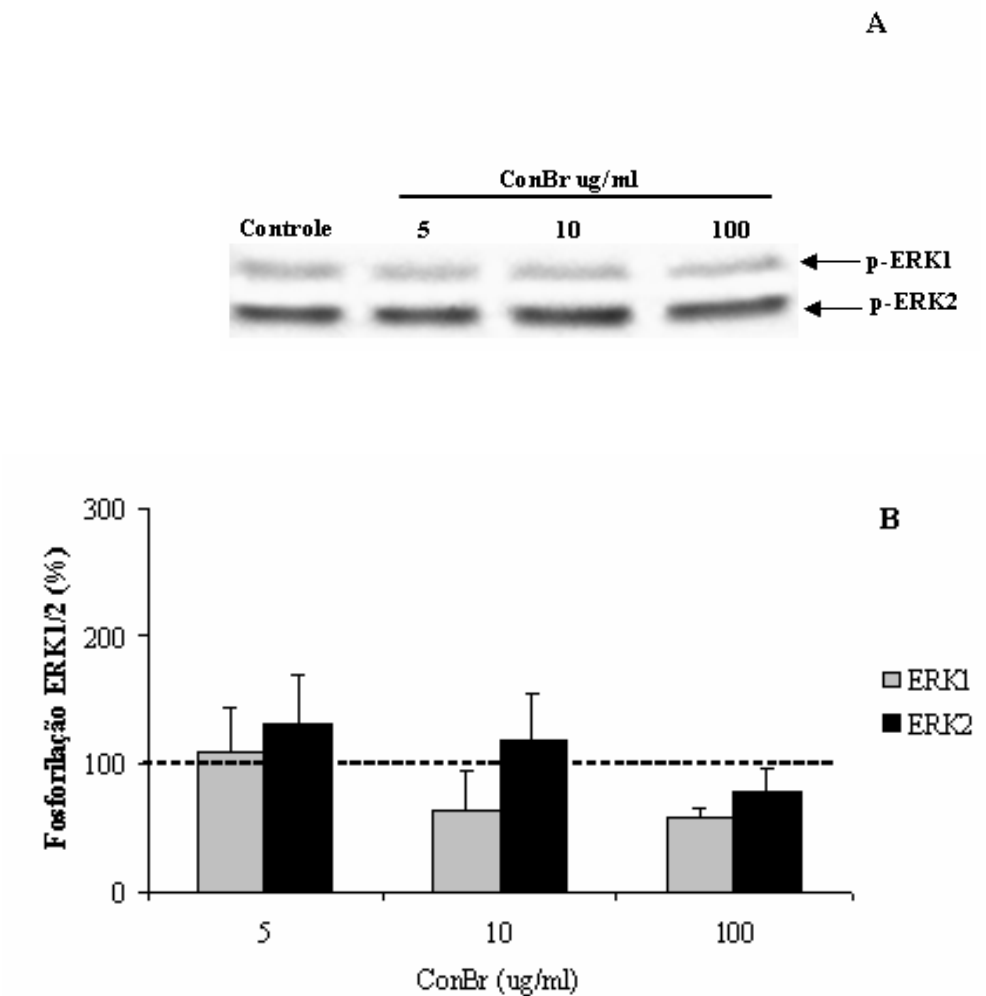 A
ConBr ug/ml
Controle 5 10 100
p-ERK1
p-ERK2
B
300
200
100
0
Fosforilação ERK1/2 (%)
ERK1
ERK2
5 10 100
ConBr (ug/ml)